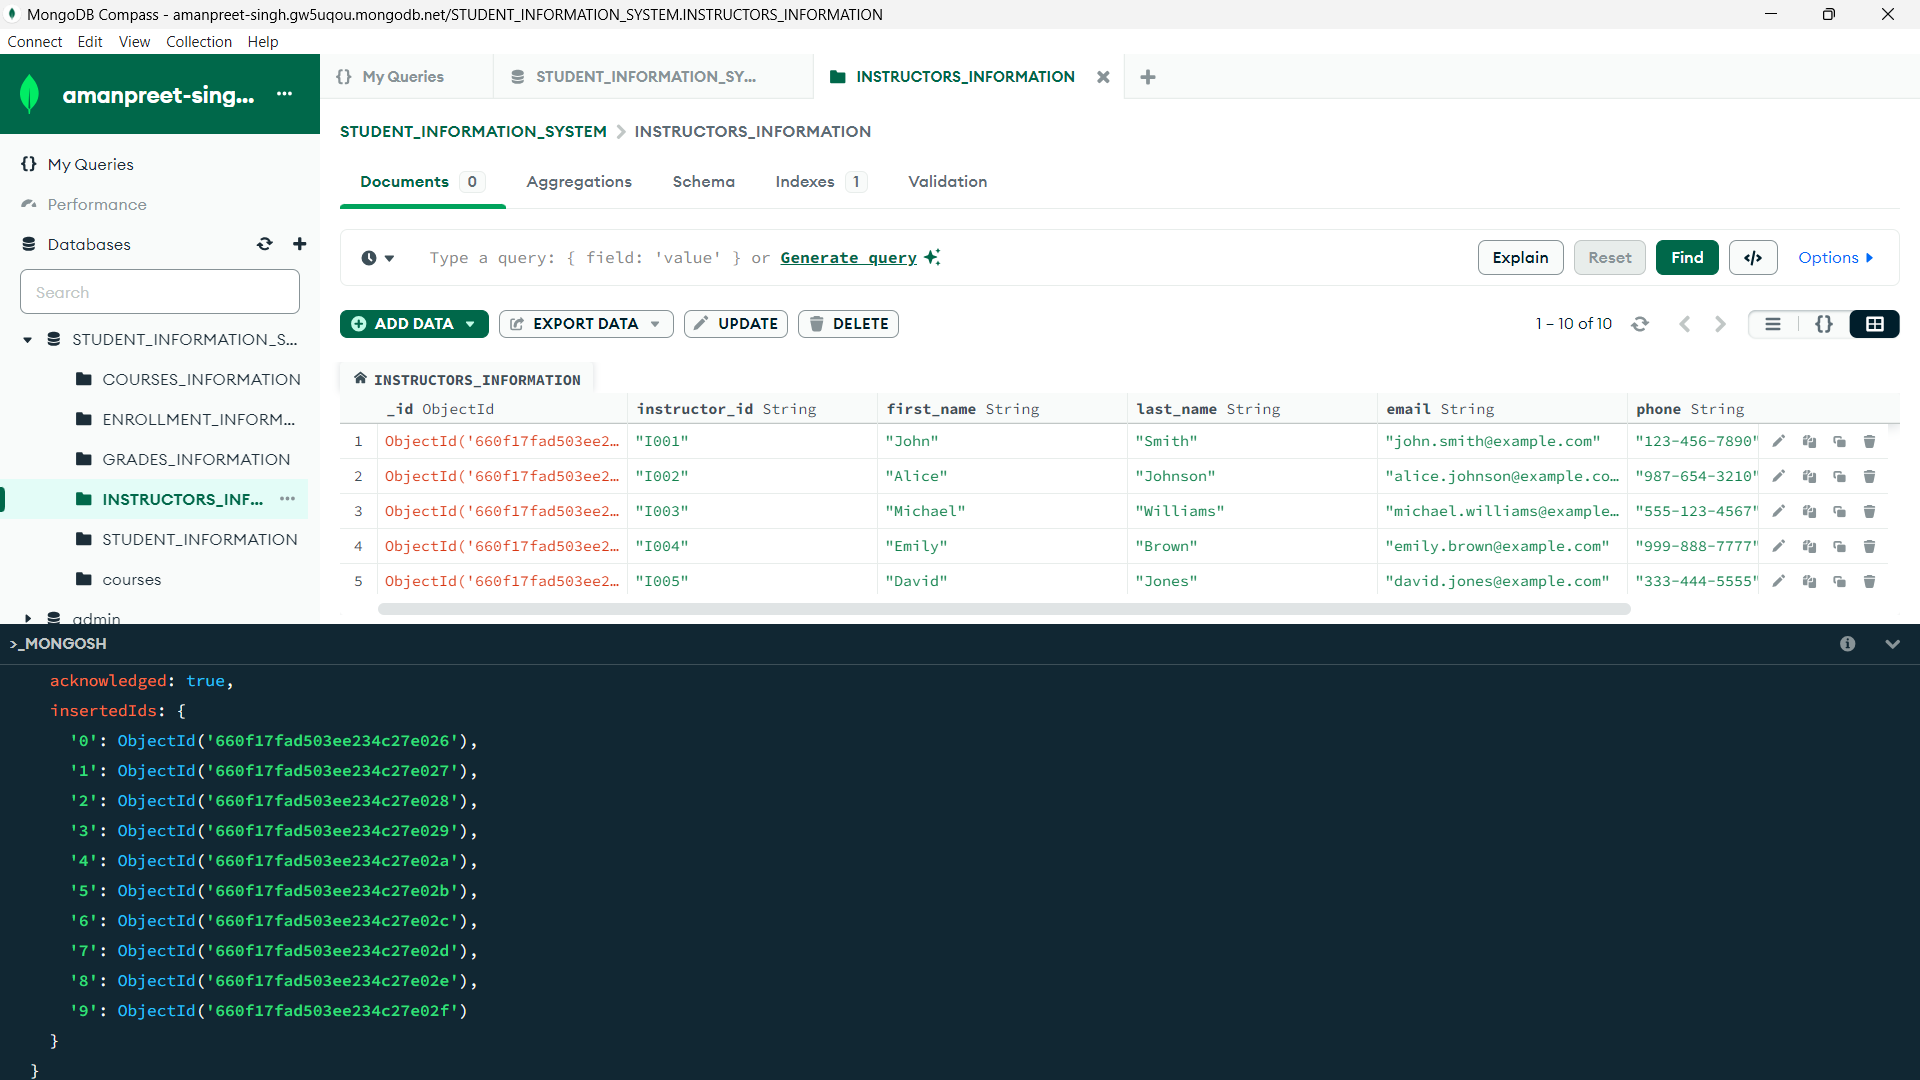 MongoDB Compass - amanpreet-singh.gw5uqou.mongodb.net/STUDENT_INFORMATION_SYSTEM.INSTRUCTORS_INFORMATION
Connect Edit View Collection Help
amanpreet-sing... ···
{} My Queries
STUDENT_INFORMATION_SY...
INSTRUCTORS_INFORMATION
STUDENT_INFORMATION_SYSTEM > INSTRUCTORS_INFORMATION
{} My Queries
Performance
Databases
Search
STUDENT_INFORMATION_S...
COURSES_INFORMATION
ENROLLMENT_INFORM...
GRADES_INFORMATION
INSTRUCTORS_INF... ···
STUDENT_INFORMATION
courses
admin
Documents 0 Aggregations Schema Indexes 1 Validation
Type a query: { field: 'value' } or Generate query
Explain Reset Find </> Options
ADD DATA EXPORT DATA UPDATE DELETE
1 – 10 of 10 {}
INSTRUCTORS_INFORMATION
_id ObjectId instructor_id String first_name String last_name String email String phone String
1 ObjectId('660f17fad503ee2… "I001" "John" "Smith" "john.smith@example.com" "123-456-7890"
2 ObjectId('660f17fad503ee2… "I002" "Alice" "Johnson" "alice.johnson@example.co… "987-654-3210"
3 ObjectId('660f17fad503ee2… "I003" "Michael" "Williams" "michael.williams@example… "555-123-4567"
4 ObjectId('660f17fad503ee2… "I004" "Emily" "Brown" "emily.brown@example.com" "999-888-7777"
5 ObjectId('660f17fad503ee2… "I005" "David" "Jones" "david.jones@example.com" "333-444-5555"
>_MONGOSH
acknowledged: true,
insertedIds: {
'0': ObjectId('660f17fad503ee234c27e026'),
'1': ObjectId('660f17fad503ee234c27e027'),
'2': ObjectId('660f17fad503ee234c27e028'),
'3': ObjectId('660f17fad503ee234c27e029'),
'4': ObjectId('660f17fad503ee234c27e02a'),
'5': ObjectId('660f17fad503ee234c27e02b'),
'6': ObjectId('660f17fad503ee234c27e02c'),
'7': ObjectId('660f17fad503ee234c27e02d'),
'8': ObjectId('660f17fad503ee234c27e02e'),
'9': ObjectId('660f17fad503ee234c27e02f')
}
}